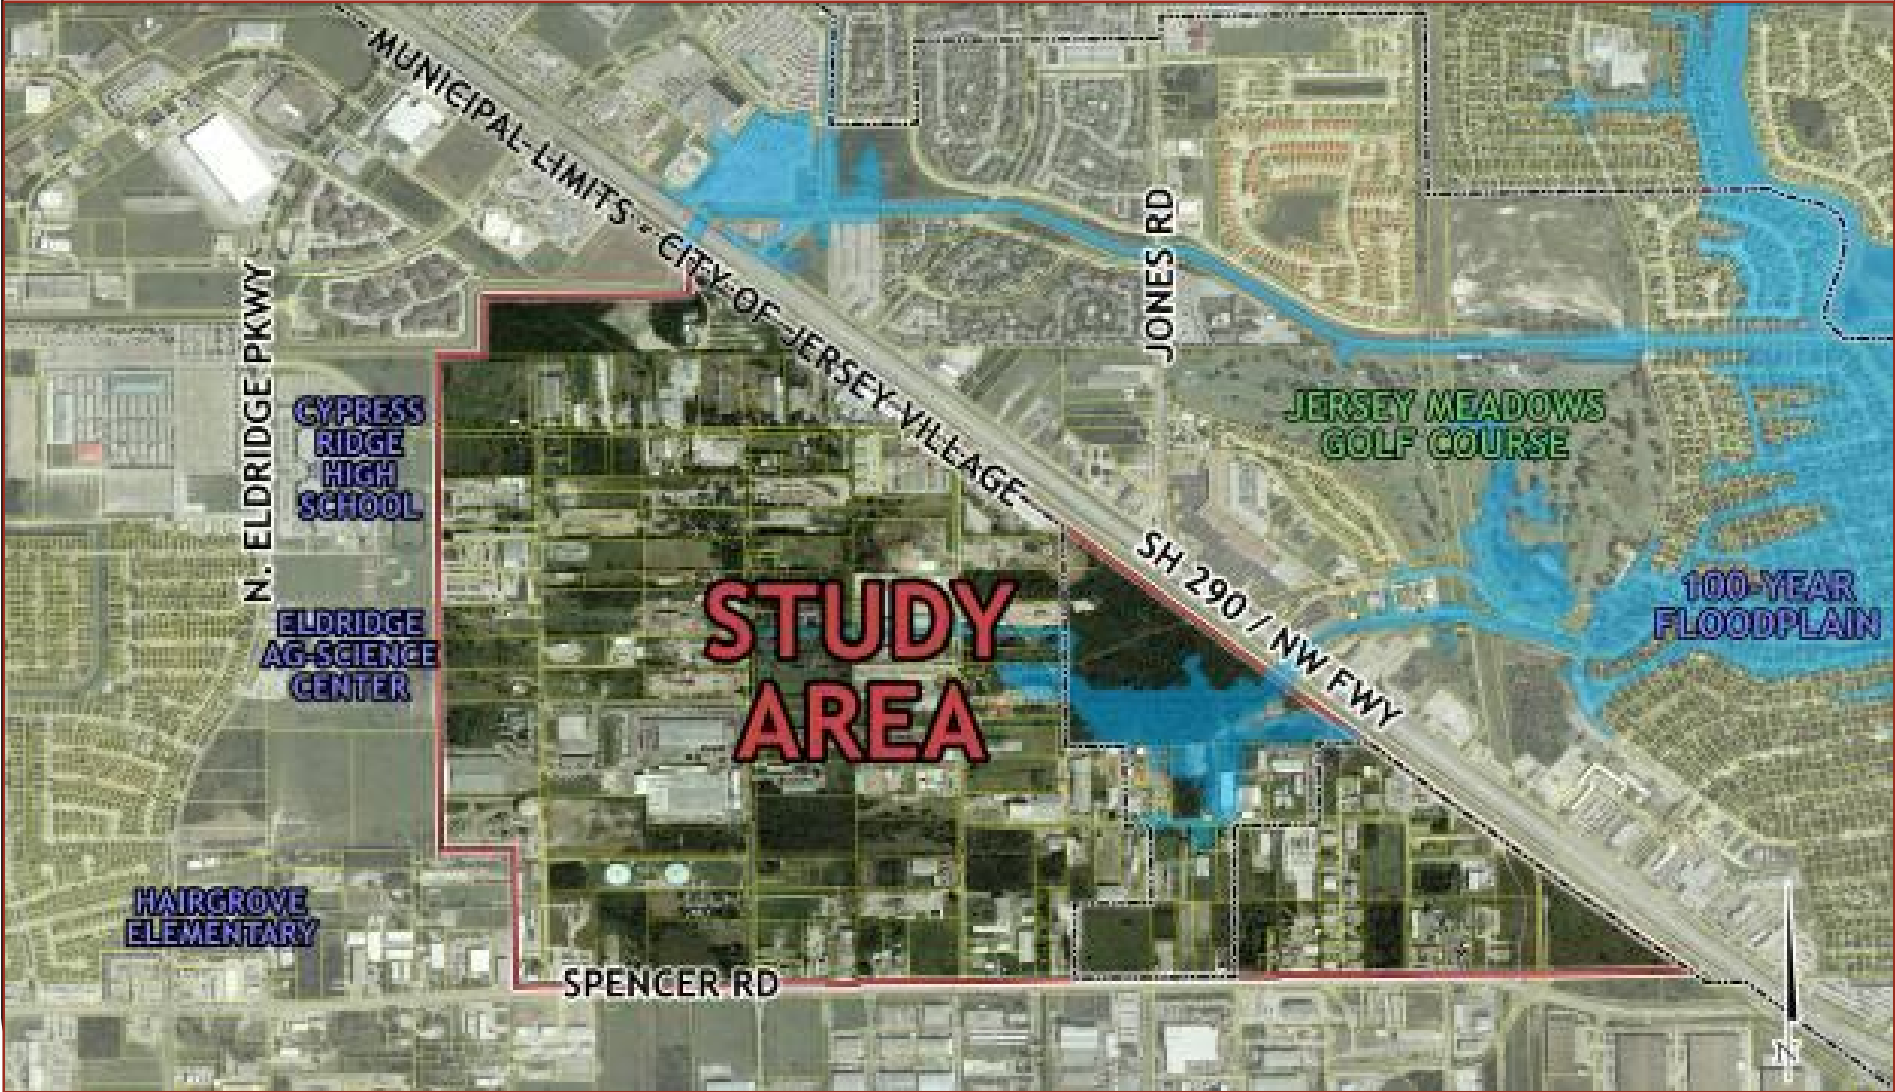 MUNICIPAL LIMITS - CITY OF JERSEY VILLAGE
JONES RD
N. ELDRIDGE PKWY
CYPRESS
RIDGE
HIGH
SCHOOL
JERSEY MEADOWS
GOLF COURSE
SH 290 / NW FWY
STUDY
AREA
100-YEAR
FLOODPLAIN
ELDRIDGE
AG-SCIENCE
CENTER
HAIRGROVE
ELEMENTARY
SPENCER RD
N